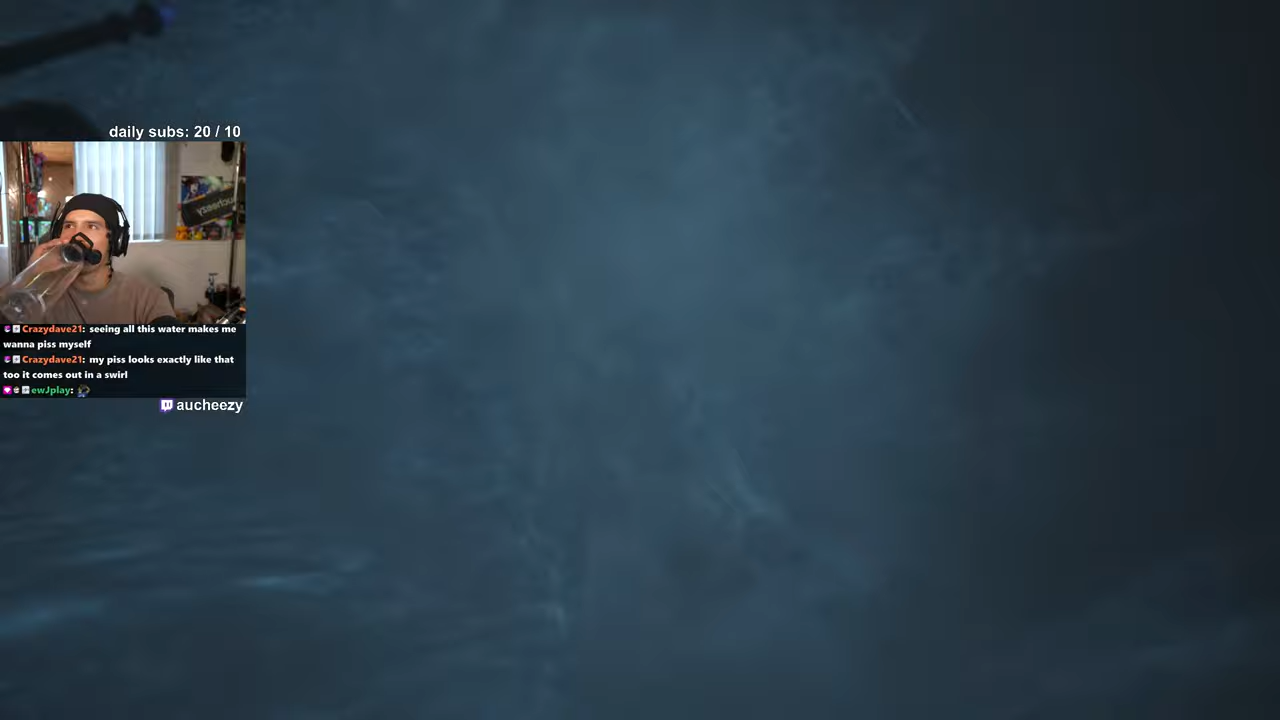 daily subs: 20 / 10
Crazydave21: seeing all this water makes me
wanna piss myself
Crazydave21: my piss looks exactly like that
too it comes out in a swirl
ewJplay:
aucheezy